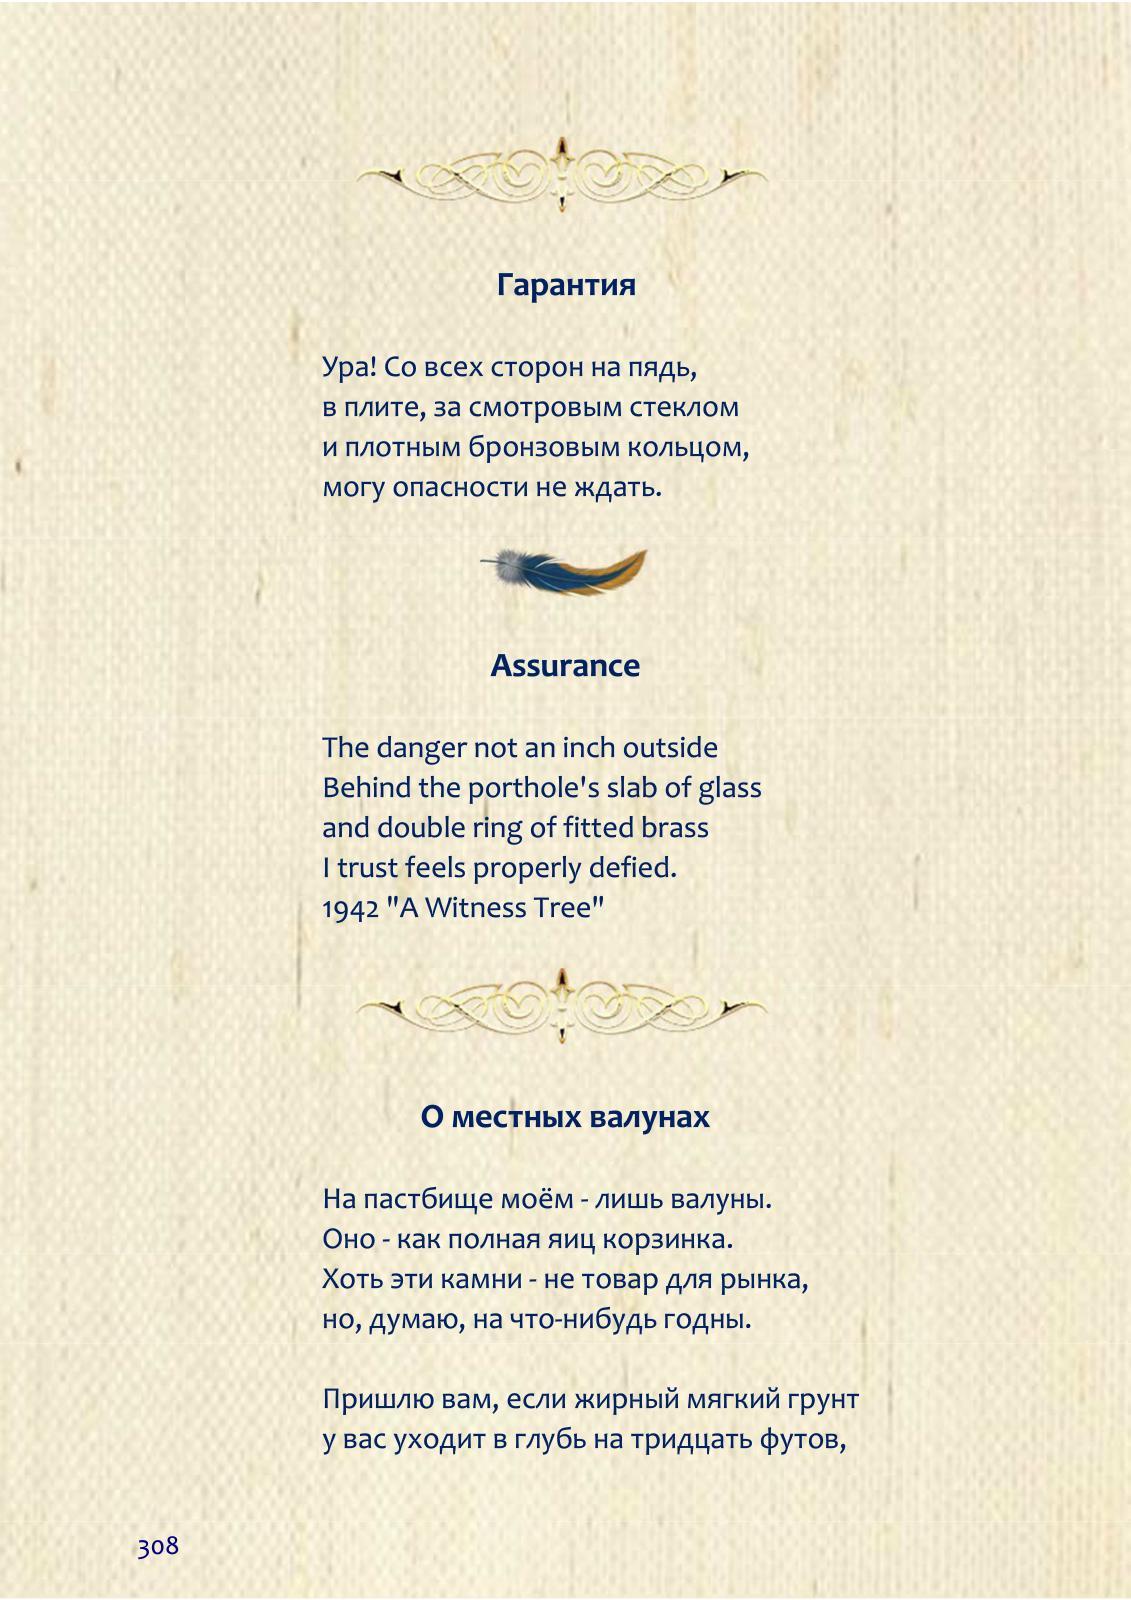 Гарантия
Ура! Со всех сторон на пядь,
в плите, за смотровым стеклом
и плотным бронзовым кольцом,
могу опасности не ждать.
Assurance
The danger not an inch outside
Behind the porthole's slab of glass
and double ring of fitted brass
I trust feels properly defied.
1942 "A Witness Tree"
О местных валунах
На пастбище моём - лишь валуны.
Оно - как полная яиц корзинка.
Хоть эти камни - не товар для рынка,
но, думаю, на что-нибудь годны.
Пришлю вам, если жирный мягкий грунт
у вас уходит в глубь на тридцать футов,
308